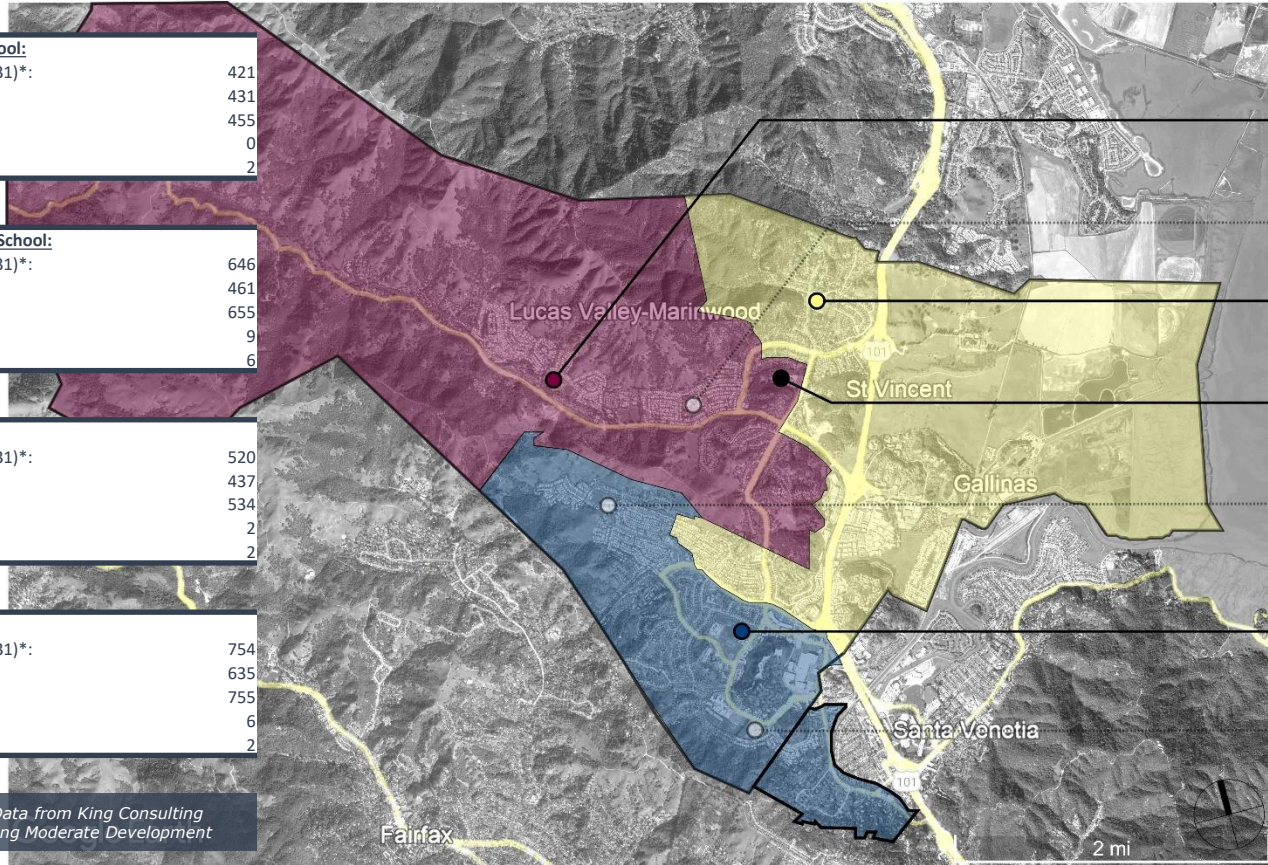 ool:
31)*: 421
431
455
0
2
School:
31)*: 646
461
655
9
6
31)*: 520
437
534
2
2
31)*: 754
635
755
6
2
Data from King Consulting
ng Moderate Development
Lucas Valley-Marinwood
101
St Vincent
Gallinas
Santa Venetia
101
Fairfax
2 mi